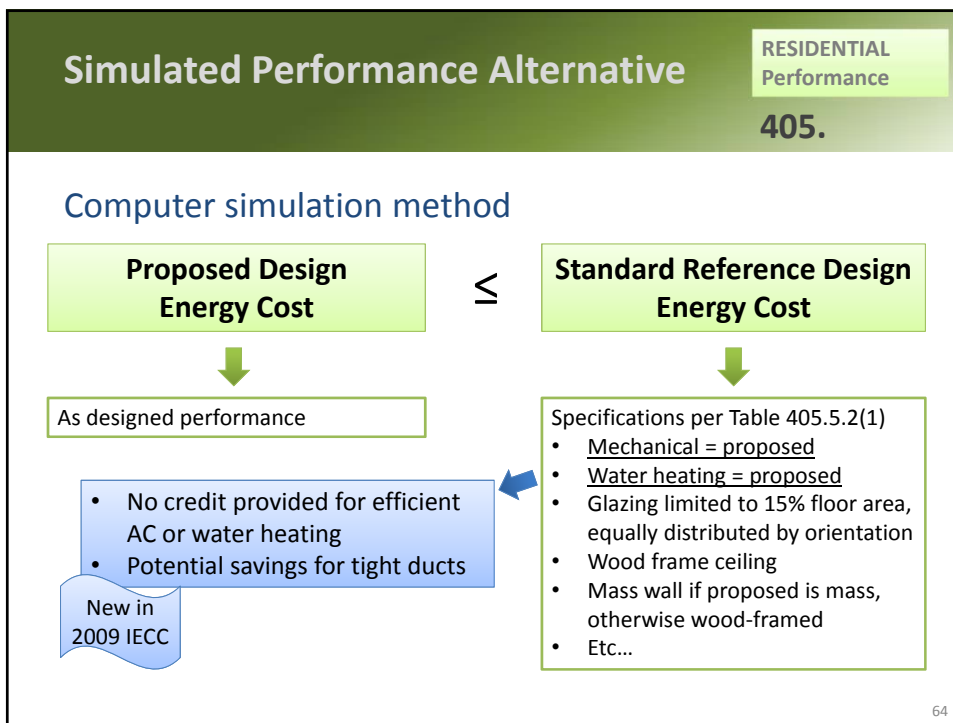 Simulated Performance Alternative
RESIDENTIAL
Performance
405.
Computer simulation method
Proposed Design
Energy Cost
≤
Standard Reference Design
Energy Cost
As designed performance
Specifications per Table 405.5.2(1)
• Mechanical = proposed
• Water heating = proposed
• Glazing limited to 15% floor area,
equally distributed by orientation
• Wood frame ceiling
• Mass wall if proposed is mass,
otherwise wood-framed
• Etc…
• No credit provided for efficient
AC or water heating
• Potential savings for tight ducts
New in
2009 IECC
64